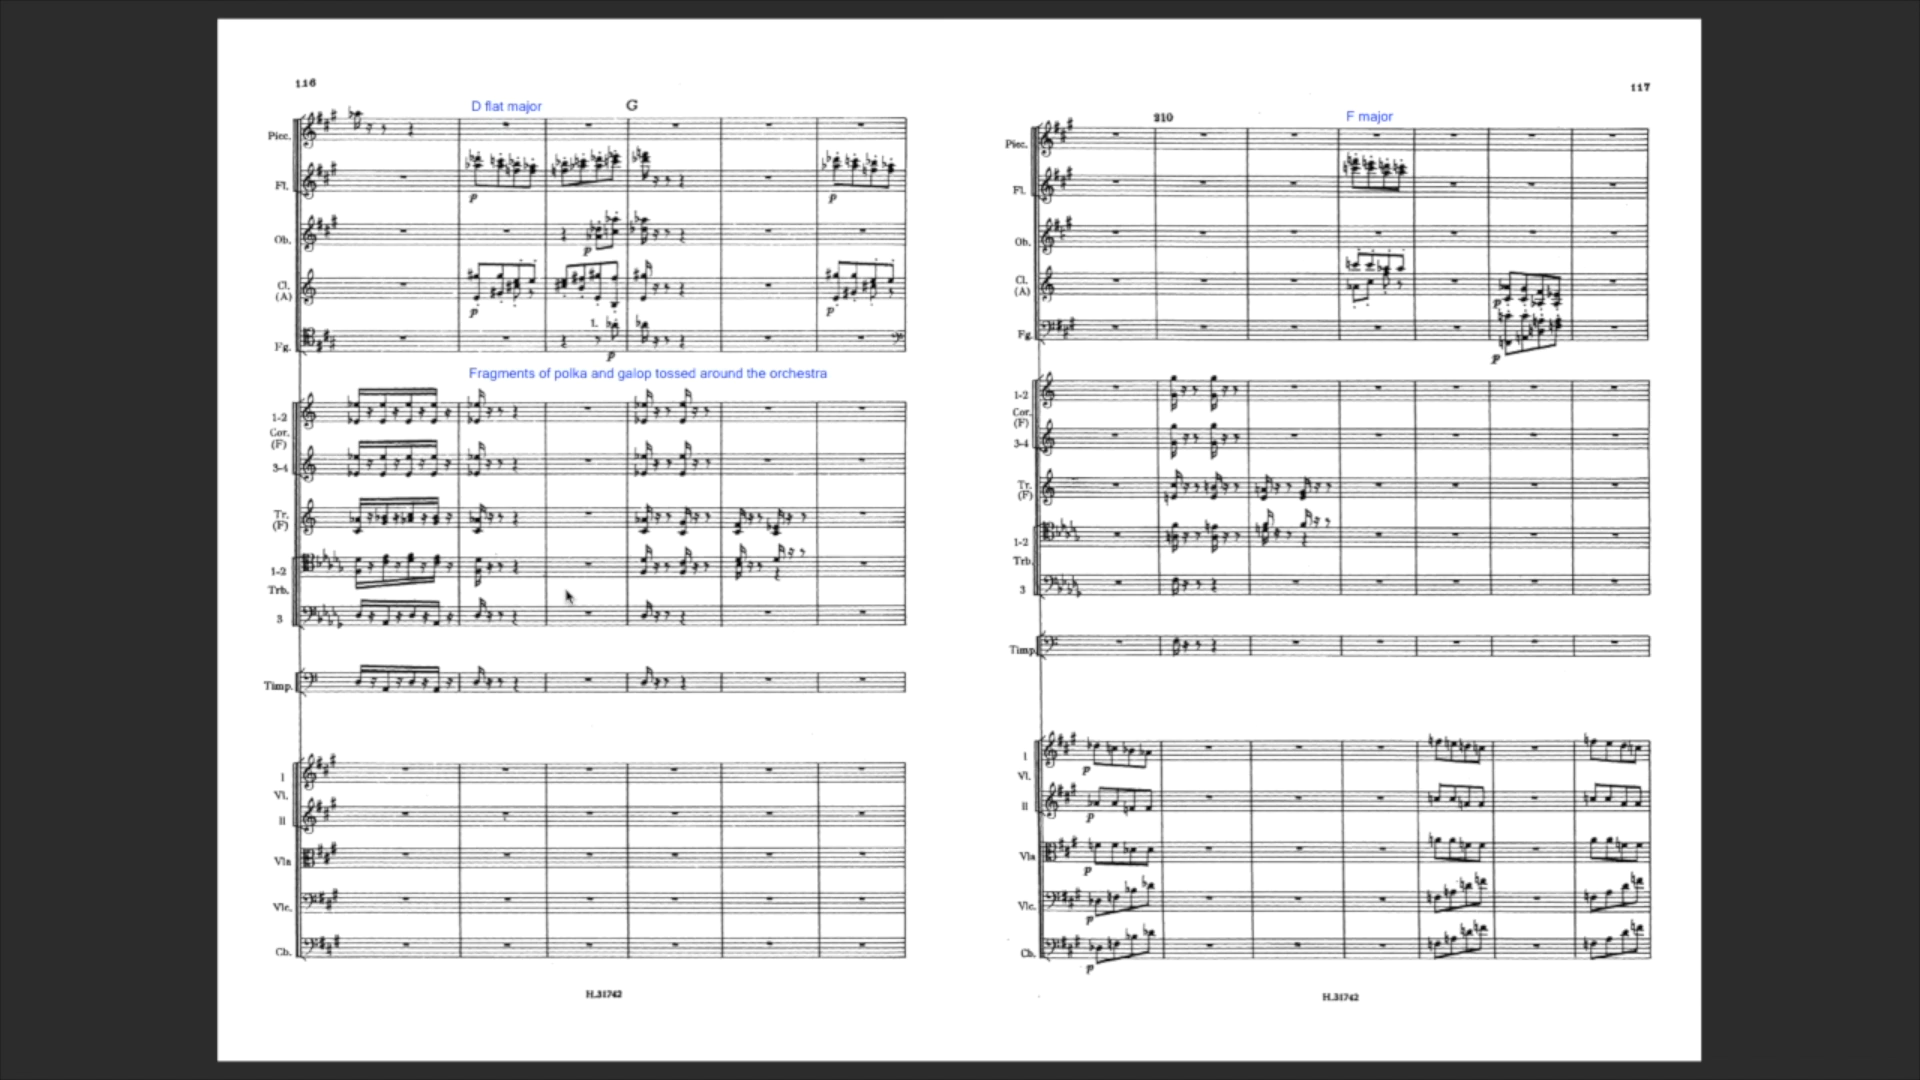 116
D flat major
G
Picc.
Fl.
Ob.
Cl.
(A)
Fg.
p
p
p
p
p
1.
p
Fragments of polka and galop tossed around the orchestra
1-2
Cor.
(F)
3-4
Tr.
(F)
1-2
Trb.
3
Timp.
I
Vl.
II
Vla
Vlc.
Cb.
H.31742
117
210
F major
Picc.
Fl.
Ob.
Cl.
(A)
Fg.
p
p
1-2
Cor.
(F)
3-4
Tr.
(F)
1-2
Trb.
3
Timp.
I
Vl.
II
Vla
Vlc.
Cb.
p
p
p
p
p
H.31742